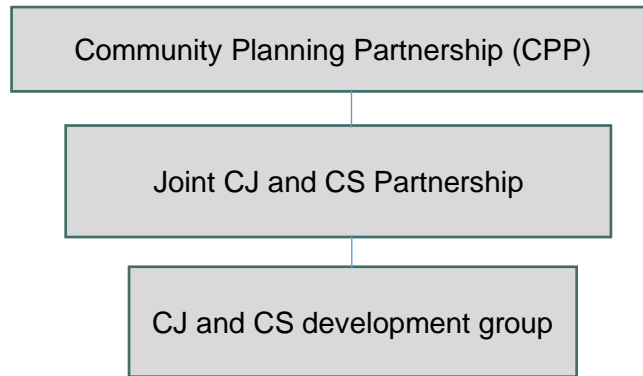 Community Planning Partnership (CPP)
Joint CJ and CS Partnership
CJ and CS development group